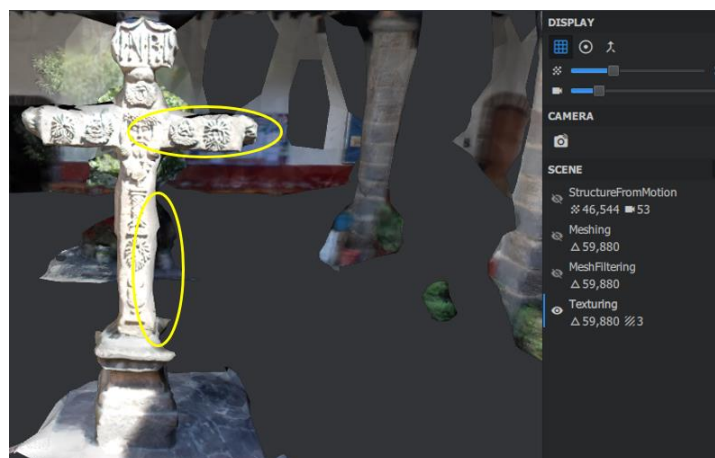 DISPLAY
CAMERA
SCENE
StructureFromMotion
46,544 53
Meshing
59,880
MeshFiltering
59,880
Texturing
59,880 3